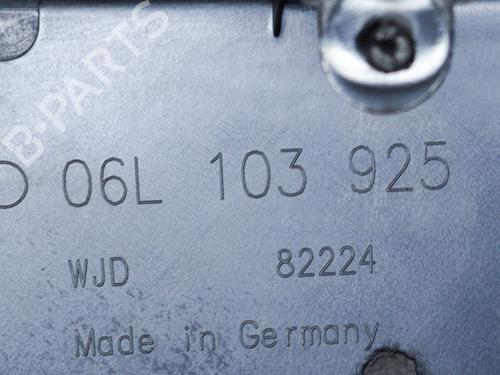 B-PARTS
06L 103 925
WJD 82224
Made in Germany